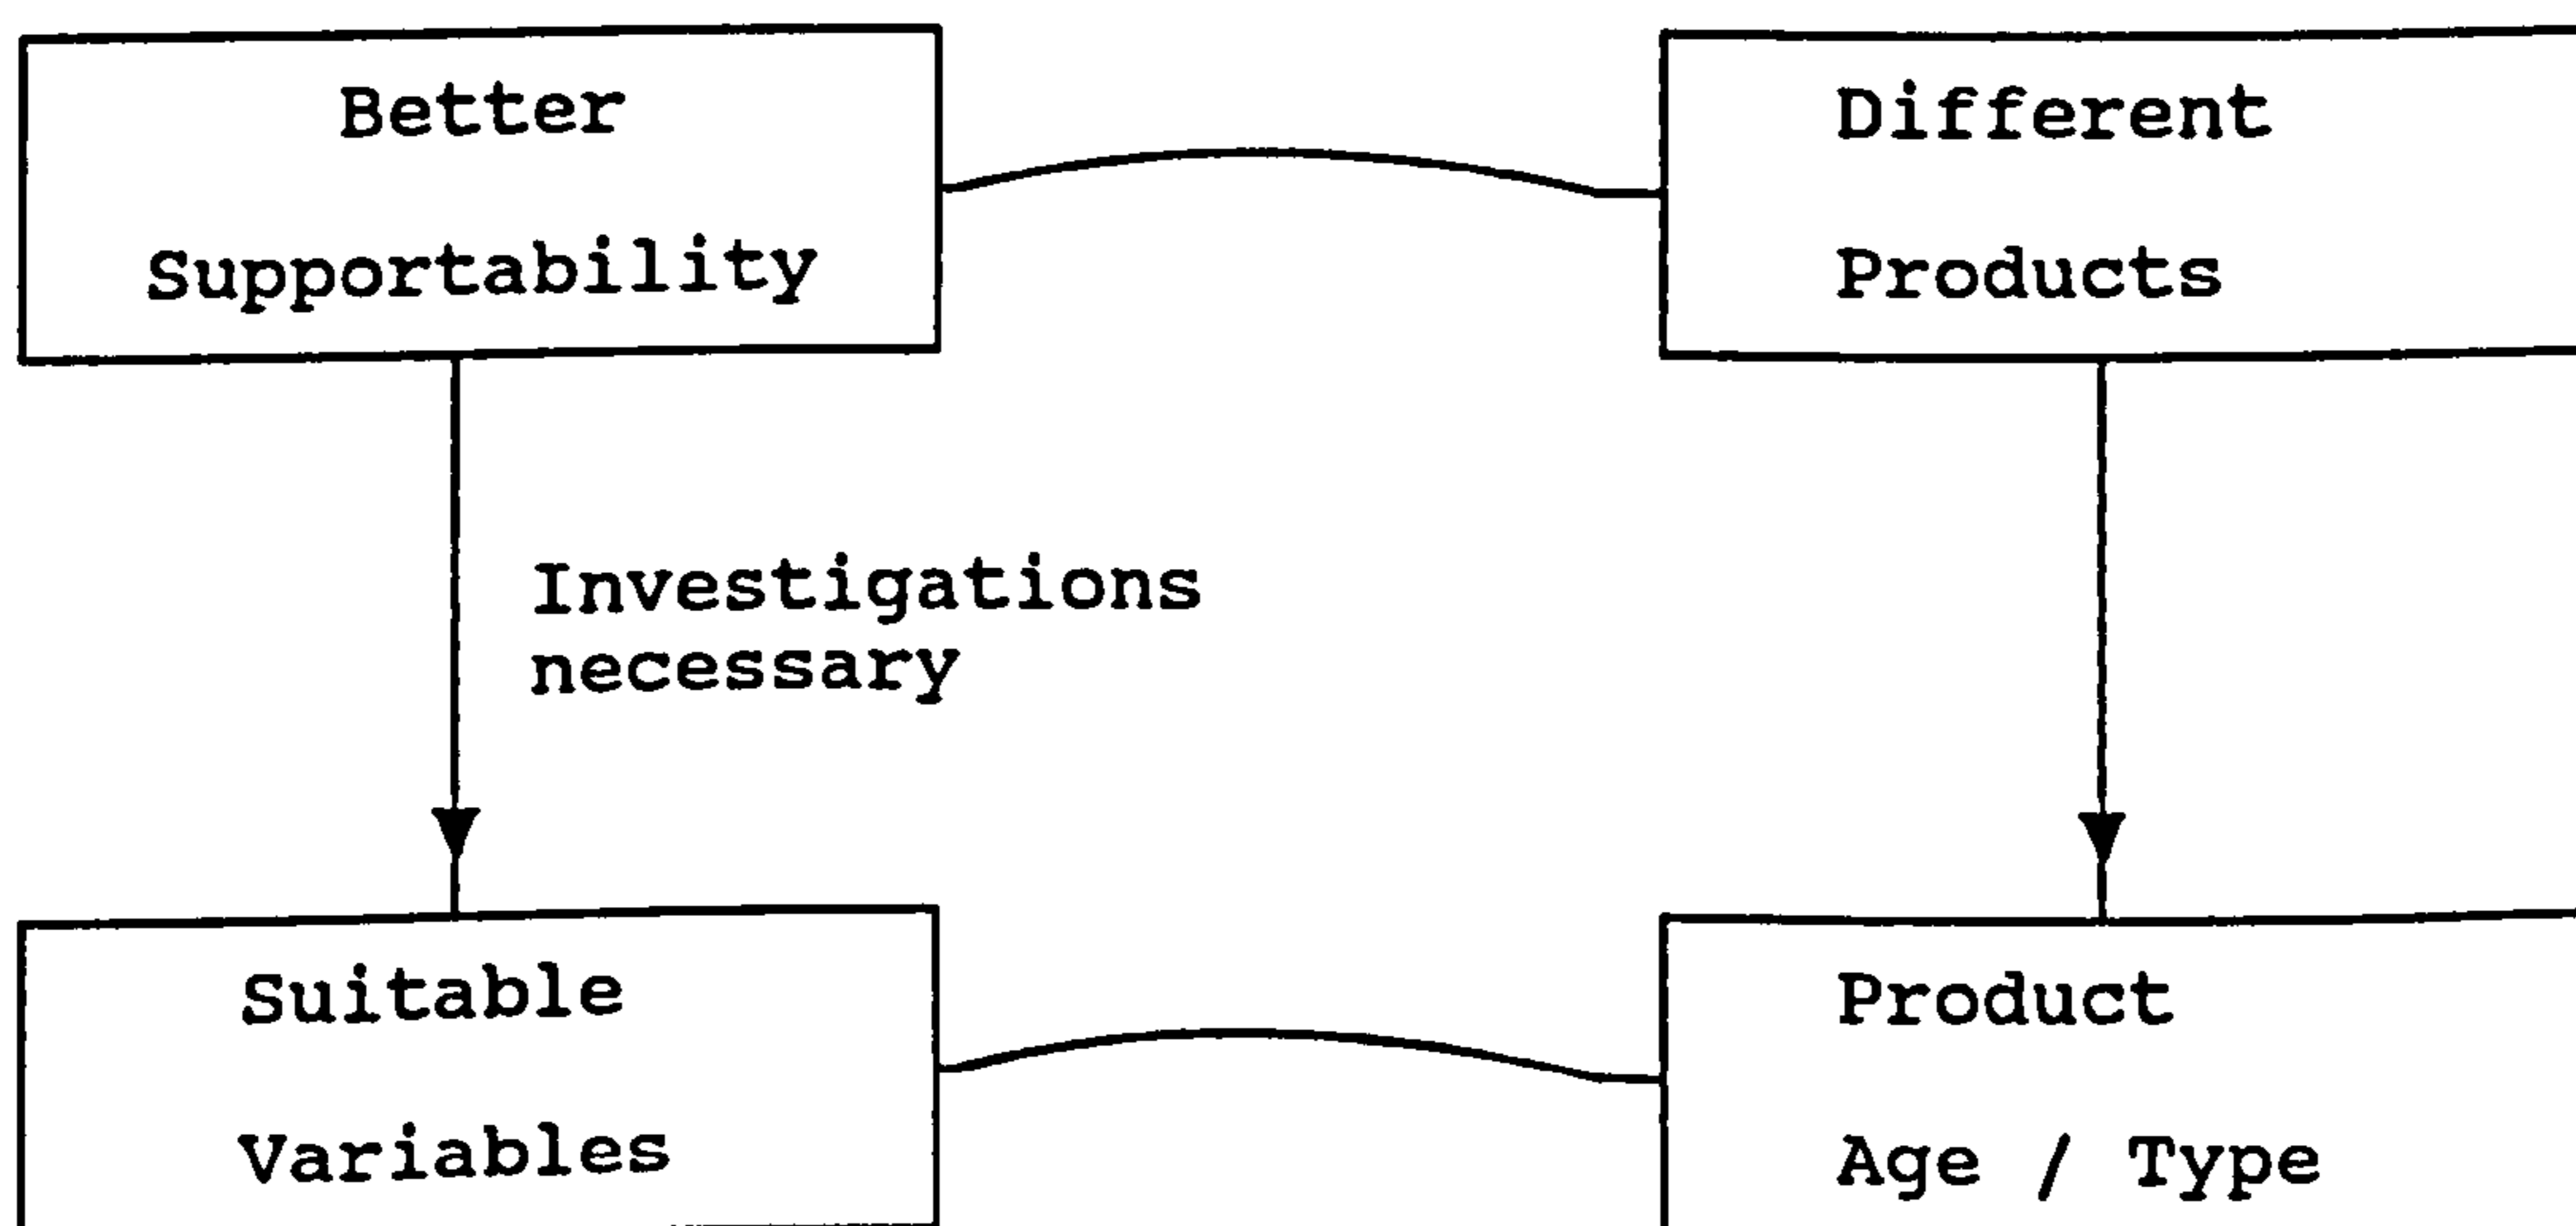 Better
Supportability
Different
Products
Investigations
necessary
Suitable
Variables
Product
Age / Type